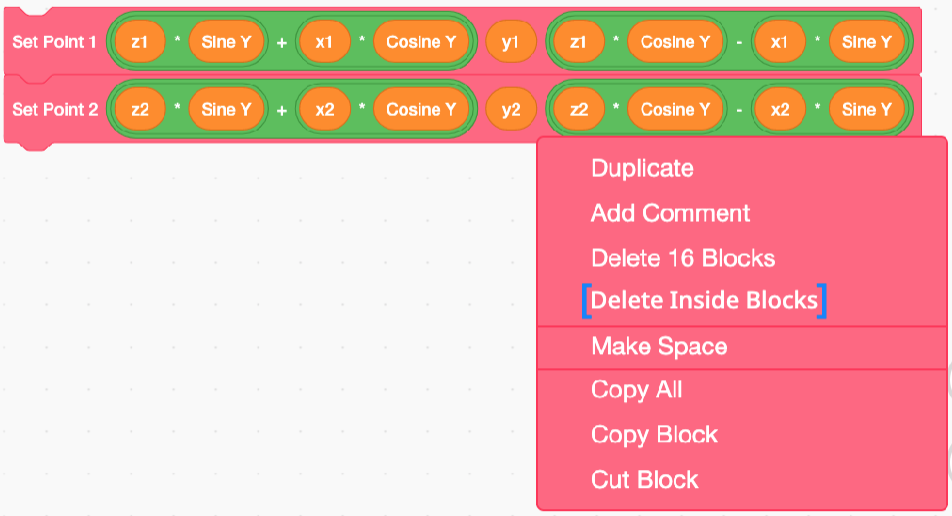 Set Point 1 z1 * Sine Y + x1 * Cosine Y y1 z1 * Cosine Y - x1 * Sine Y
Set Point 2 z2 * Sine Y + x2 * Cosine Y y2 z2 * Cosine Y - x2 * Sine Y
Duplicate
Add Comment
Delete 16 Blocks
[Delete Inside Blocks]
Make Space
Copy All
Copy Block
Cut Block